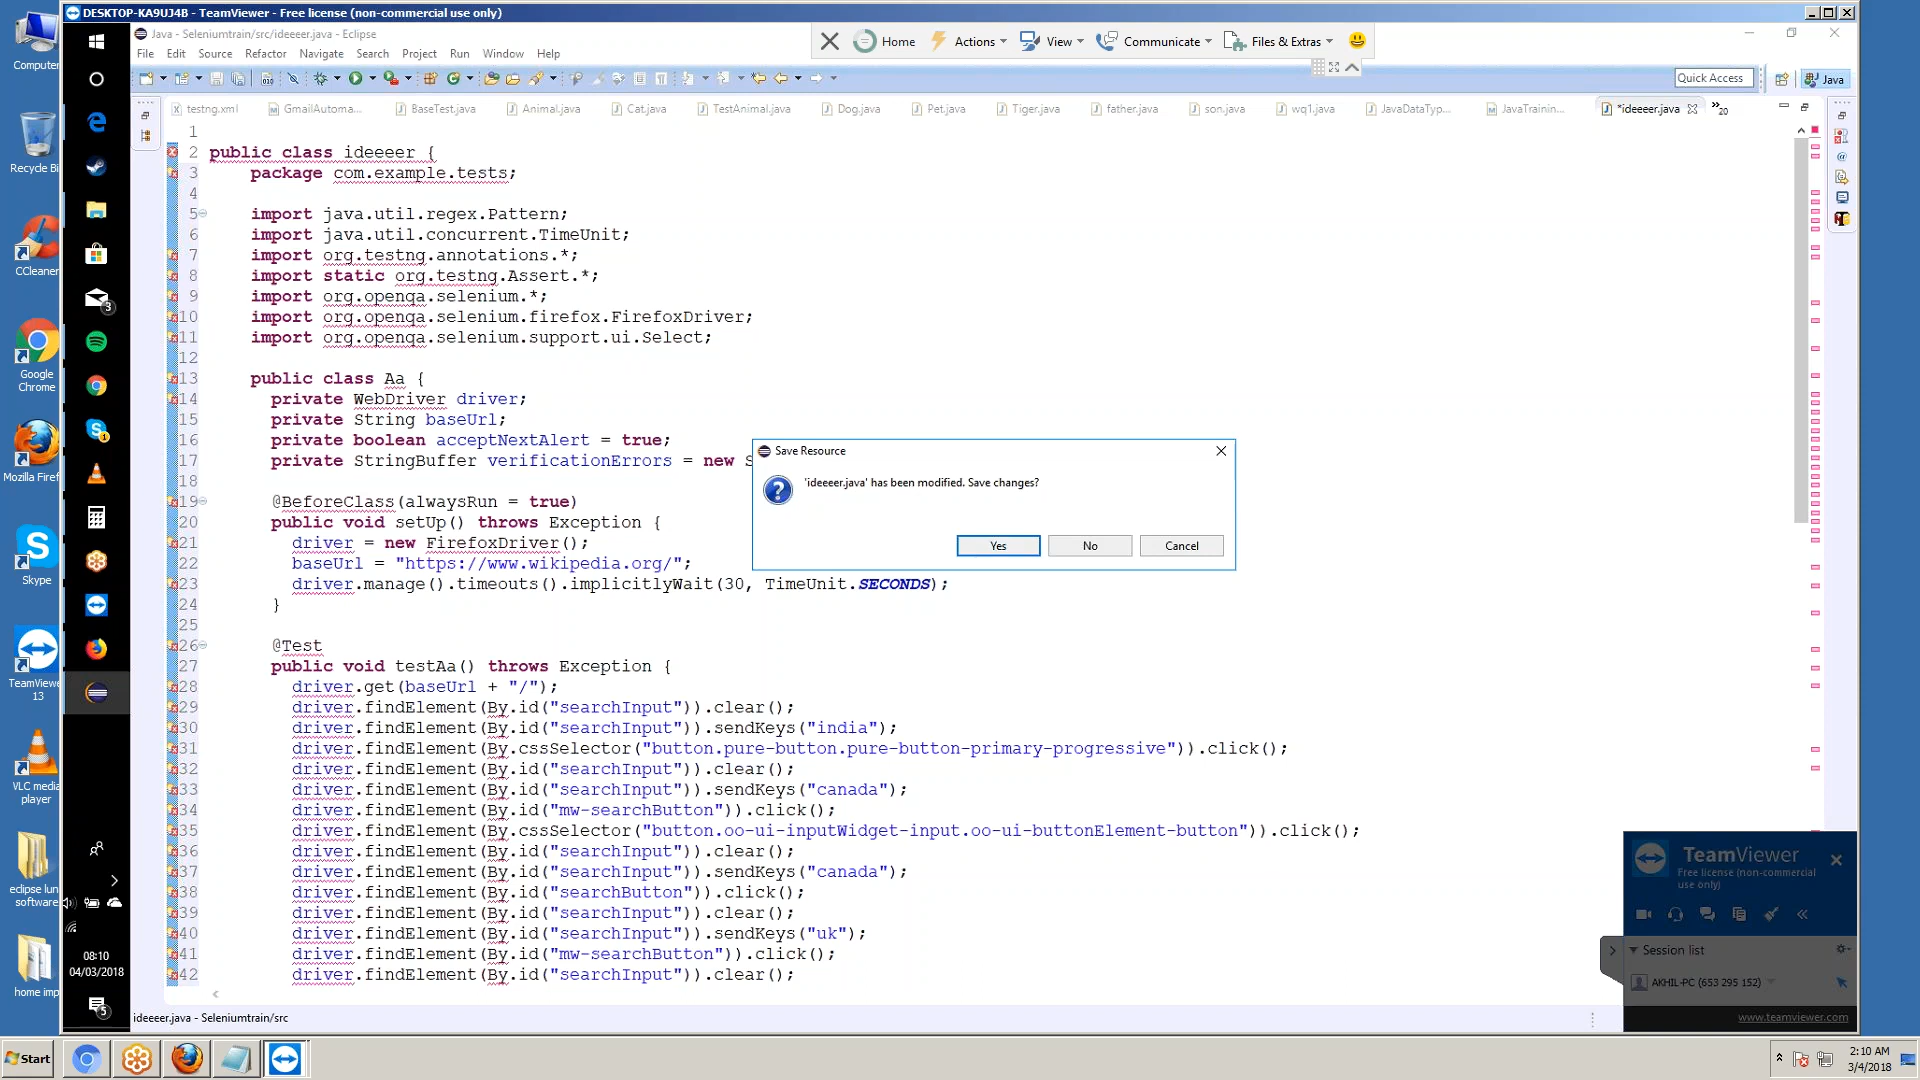 DESKTOP-KA9UJ4B - TeamViewer - Free license (non-commercial use only)
Java - Seleniumtrain/src/ideeeer.java - Eclipse
File Edit Source Refactor Navigate Search Project Run Window Help
Home Actions View Communicate Files & Extras
Quick Access
Java
testng.xml GmailAutoma... BaseTest.java Animal.java Cat.java TestAnimal.java Dog.java Pet.java Tiger.java father.java son.java wq1.java JavaDataTyp... JavaTrainin... *ideeeer.java »20
1
2 public class ideeeer {
3 package com.example.tests;
4
5 import java.util.regex.Pattern;
6 import java.util.concurrent.TimeUnit;
7 import org.testng.annotations.*;
8 import static org.testng.Assert.*;
9 import org.openqa.selenium.*;
10 import org.openqa.selenium.firefox.FirefoxDriver;
11 import org.openqa.selenium.support.ui.Select;
12
13 public class Aa {
14 private WebDriver driver;
15 private String baseUrl;
16 private boolean acceptNextAlert = true;
17 private StringBuffer verificationErrors = new S
18
19 @BeforeClass(alwaysRun = true)
20 public void setUp() throws Exception {
21 driver = new FirefoxDriver();
22 baseUrl = "https://www.wikipedia.org/";
23 driver.manage().timeouts().implicitlyWait(30, TimeUnit.SECONDS);
24 }
25
26 @Test
27 public void testAa() throws Exception {
28 driver.get(baseUrl + "/");
29 driver.findElement(By.id("searchInput")).clear();
30 driver.findElement(By.id("searchInput")).sendKeys("india");
31 driver.findElement(By.cssSelector("button.pure-button.pure-button-primary-progressive")).click();
32 driver.findElement(By.id("searchInput")).clear();
33 driver.findElement(By.id("searchInput")).sendKeys("canada");
34 driver.findElement(By.id("mw-searchButton")).click();
35 driver.findElement(By.cssSelector("button.oo-ui-inputWidget-input.oo-ui-buttonElement-button")).click();
36 driver.findElement(By.id("searchInput")).clear();
37 driver.findElement(By.id("searchInput")).sendKeys("canada");
38 driver.findElement(By.id("searchButton")).click();
39 driver.findElement(By.id("searchInput")).clear();
40 driver.findElement(By.id("searchInput")).sendKeys("uk");
41 driver.findElement(By.id("mw-searchButton")).click();
42 driver.findElement(By.id("searchInput")).clear();
ideeeer.java - Seleniumtrain/src
Save Resource
'ideeeer.java' has been modified. Save changes?
Yes No Cancel
Computer
Recycle Bi
CCleaner
Google
Chrome
Mozilla Firef
Skype
TeamViewe
13
VLC media
player
eclipse lun
software
home imp
3
1
08:10
04/03/2018
5
TeamViewer
Free license (non-commercial
use only)
Session list
AKHIL-PC (653 295 152)
www.teamviewer.com
Start
2:10 AM
3/4/2018